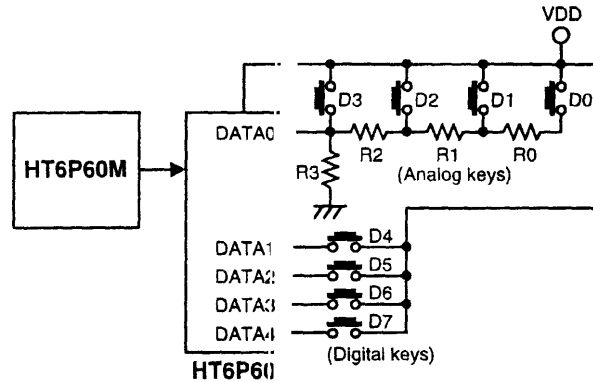 VDD
D3 D2 D1 D0
DATA0
R2 R1 R0
HT6P60M
R3
(Analog keys)
DATA1 D4
DATA2 D5
DATA3 D6
DATA4 D7
(Digital keys)
HT6P60